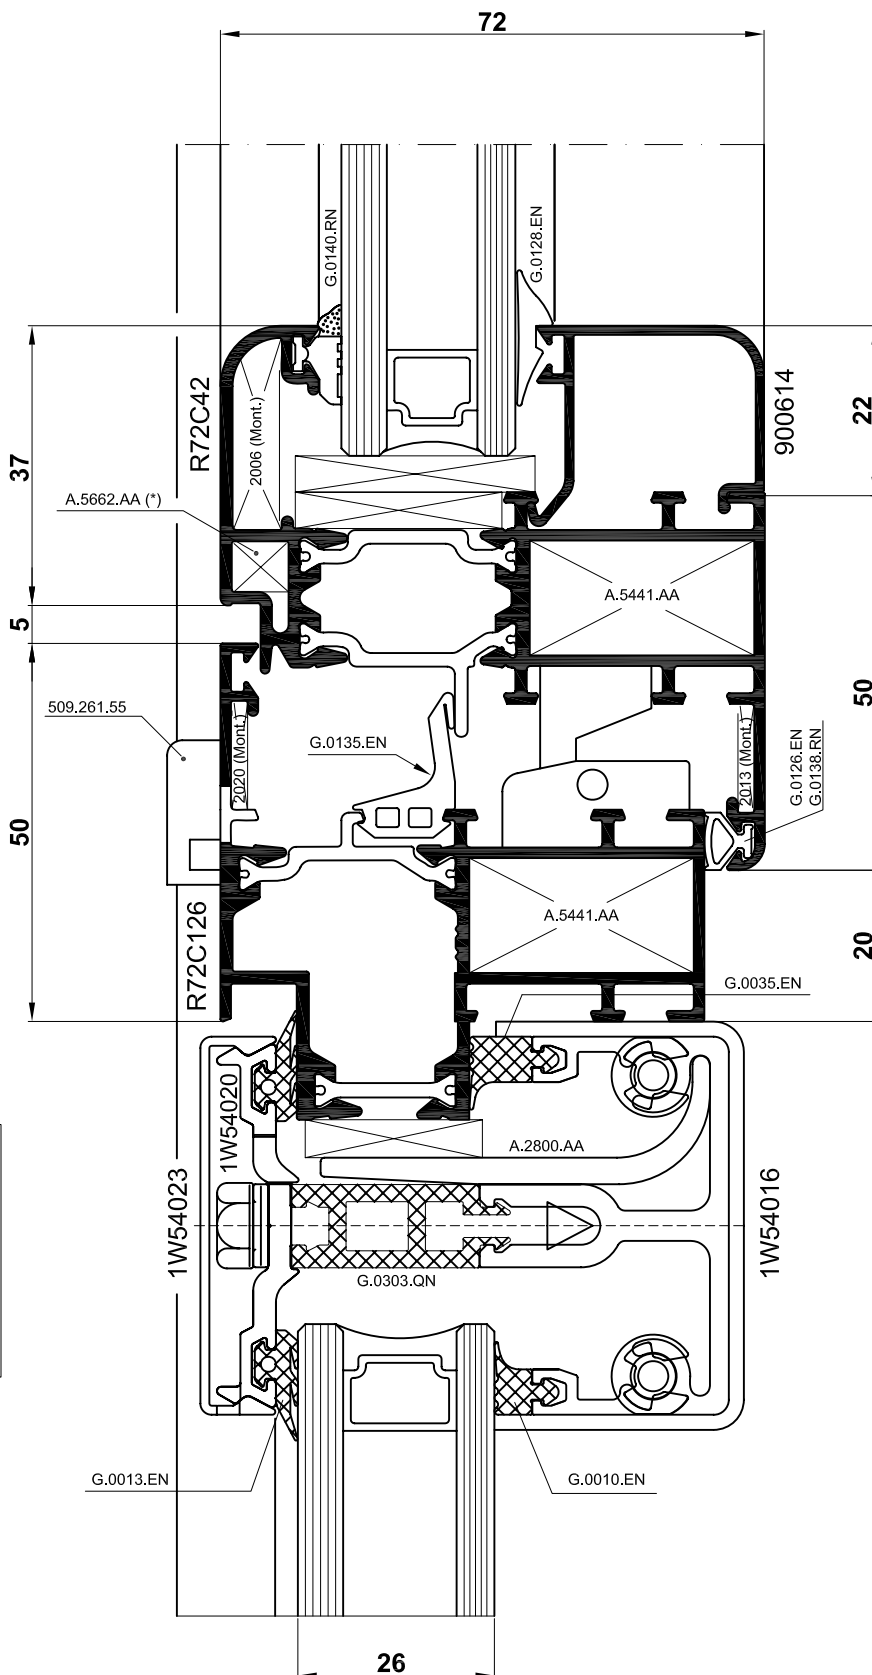 72
G.0140.RN
G.0128.EN
R72C42
2006 (Mont.)
900614
22
37
A.5662.AA (*)
A.5441.AA
5
509.261.55
G.0135.EN
2020 (Mont.)
2013 (Mont.)
G.0126.EN
G.0138.RN
50
50
A.5441.AA
R72C126
20
G.0035.EN
1W54020
1W54023
A.2800.AA
1W54016
G.0303.QN
G.0013.EN
G.0010.EN
26